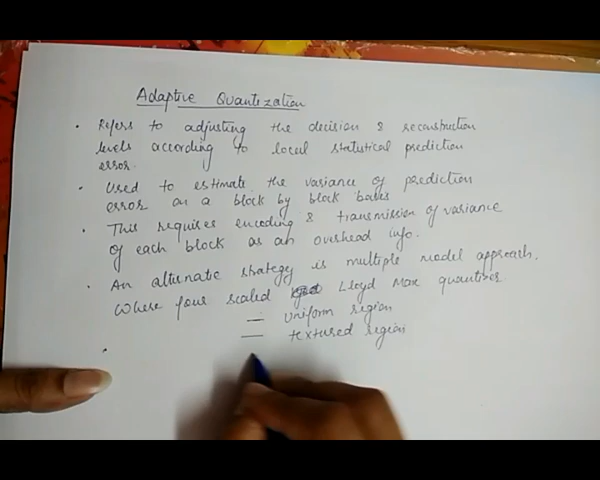 Adaptive Quantization
• Refers to adjusting the decision & reconstruction
levels according to local statistical prediction
error.
• Used to estimate the variance of prediction
error on a block by block basis
• This requires encoding & transmission of variance
of each block as an overhead info.
• An alternate strategy is multiple model approach.
Where four scaled Lloyd Max quantizer
— Uniform region
— textured region
•